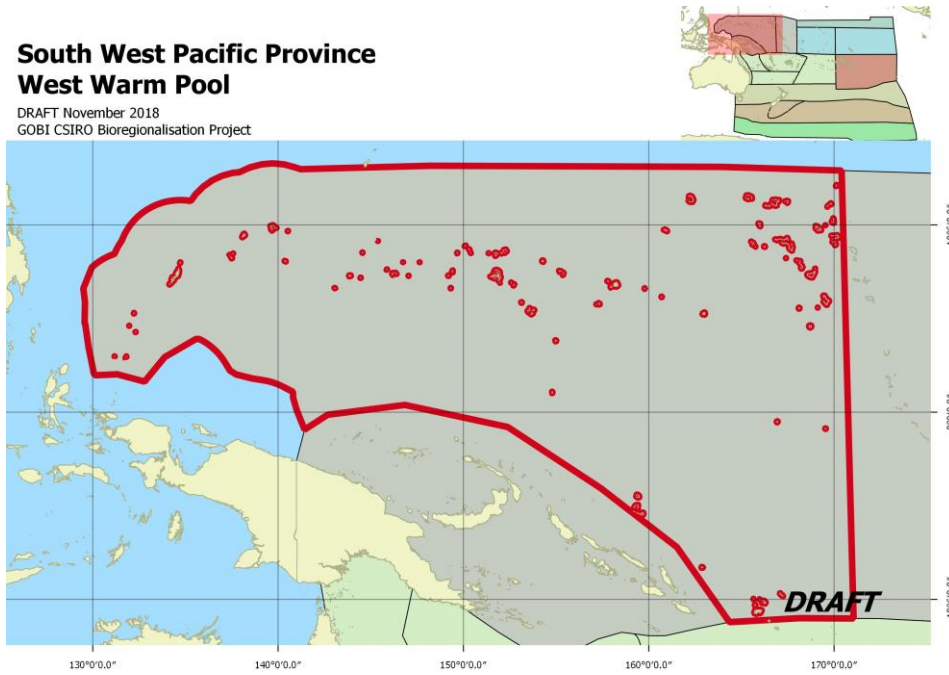 South West Pacific Province
West Warm Pool
DRAFT November 2018
GOBI CSIRO Bioregionalisation Project
DRAFT
130°0'0.0" 140°0'0.0" 150°0'0.0" 160°0'0.0" 170°0'0.0"